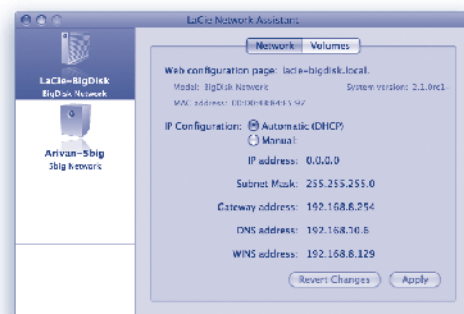 LaCie Network Assistant
LaCie-BigDisk
BigDisk Network
Arivan-5big
5big Network
Network Volumes
Web configuration page: lacie-bigdisk.local.
Model: BigDisk Network System version: 2.1.0rc1-
MAC address:
IP Configuration: Automatic (DHCP)
Manual:
IP address: 0.0.0.0
Subnet Mask: 255.255.255.0
Gateway address: 192.168.8.254
DNS address: 192.168.10.6
WINS address: 192.168.8.129
Revert Changes Apply